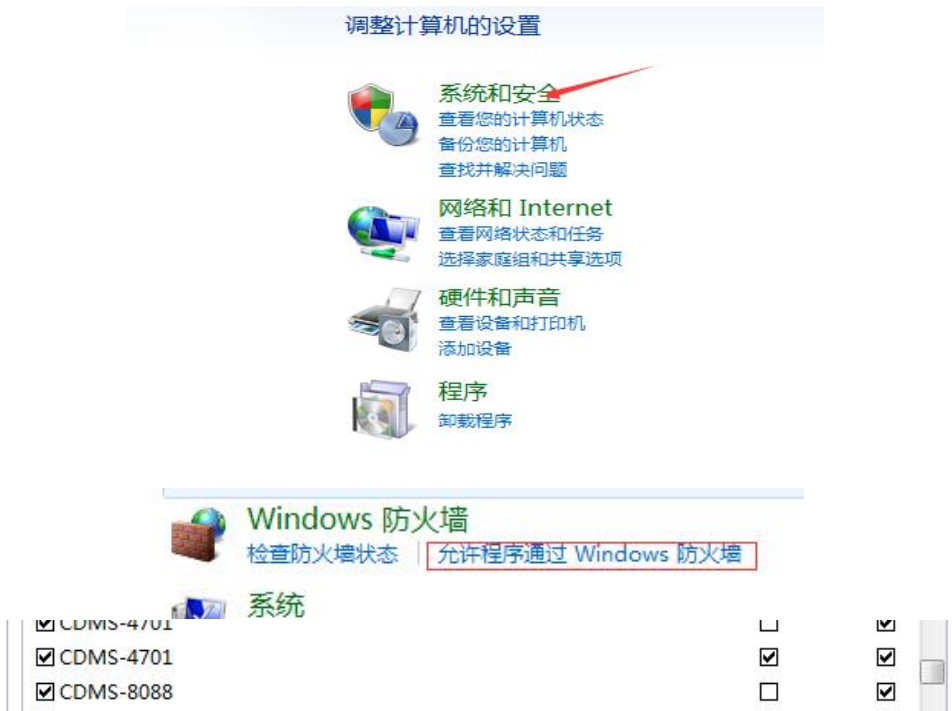 调整计算机的设置
系统和安全
查看您的计算机状态
备份您的计算机
查找并解决问题
网络和 Internet
查看网络状态和任务
选择家庭组和共享选项
硬件和声音
查看设备和打印机
添加设备
程序
卸载程序
Windows 防火墙
检查防火墙状态 允许程序通过 Windows 防火墙
系统
CDMS-4701
CDMS-4701
CDMS-8088